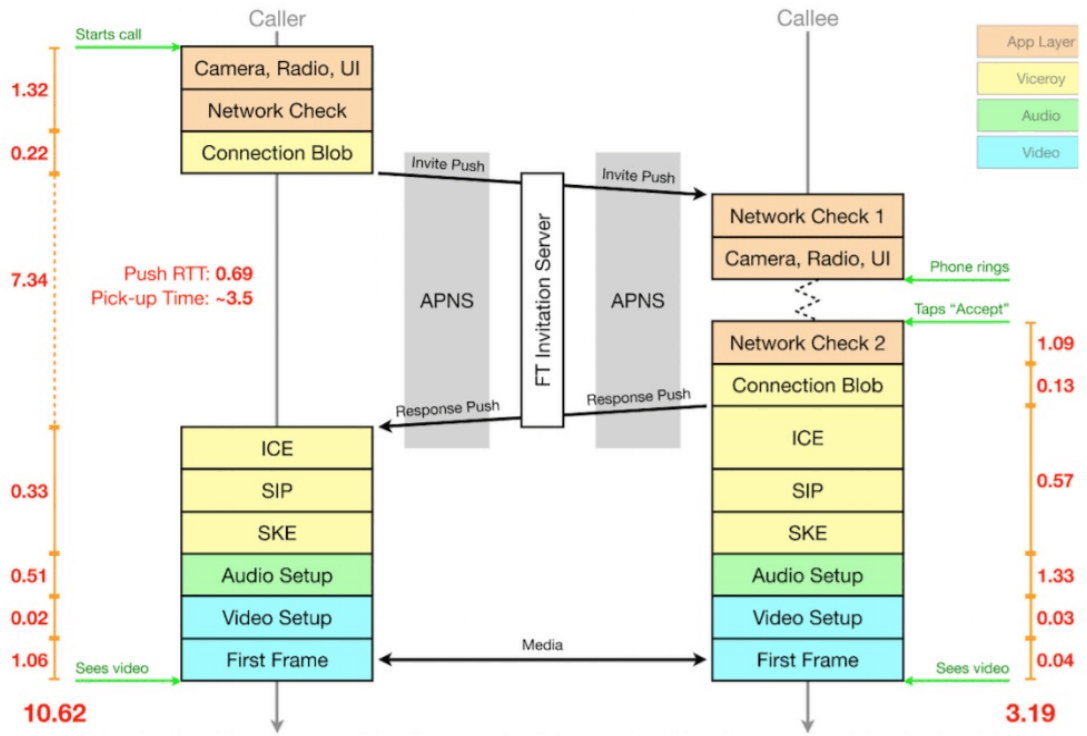 Caller
Callee
Starts call
App Layer
Viceroy
Audio
Video
1.32
0.22
7.34
0.33
0.51
0.02
1.06
10.62
Camera, Radio, UI
Network Check
Connection Blob
Push RTT: 0.69
Pick-up Time: ~3.5
ICE
SIP
SKE
Audio Setup
Video Setup
First Frame
Sees video
Invite Push
APNS
Response Push
FT Invitation Server
Invite Push
APNS
Response Push
Media
Network Check 1
Camera, Radio, UI
Phone rings
Taps “Accept”
Network Check 2
Connection Blob
ICE
SIP
SKE
Audio Setup
Video Setup
First Frame
Sees video
1.09
0.13
0.57
1.33
0.03
0.04
3.19